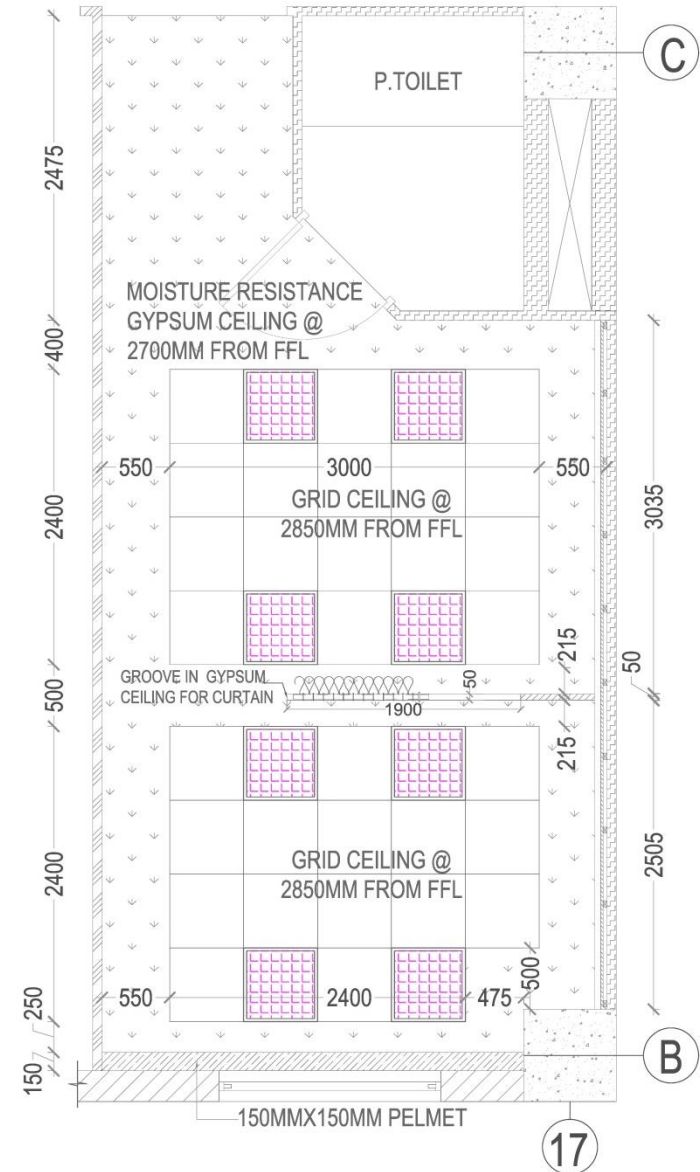 C
P.TOILET
2475
MOISTURE RESISTANCE
GYPSUM CEILING @
2700MM FROM FFL
400
550
3000
550
GRID CEILING @
2850MM FROM FFL
2400
3035
215
50
GROOVE IN GYPSUM
CEILING FOR CURTAIN
50
500
1900
215
GRID CEILING @
2850MM FROM FFL
2400
2505
500
550
2400
475
250
150
B
150MMX150MM PELMET
17